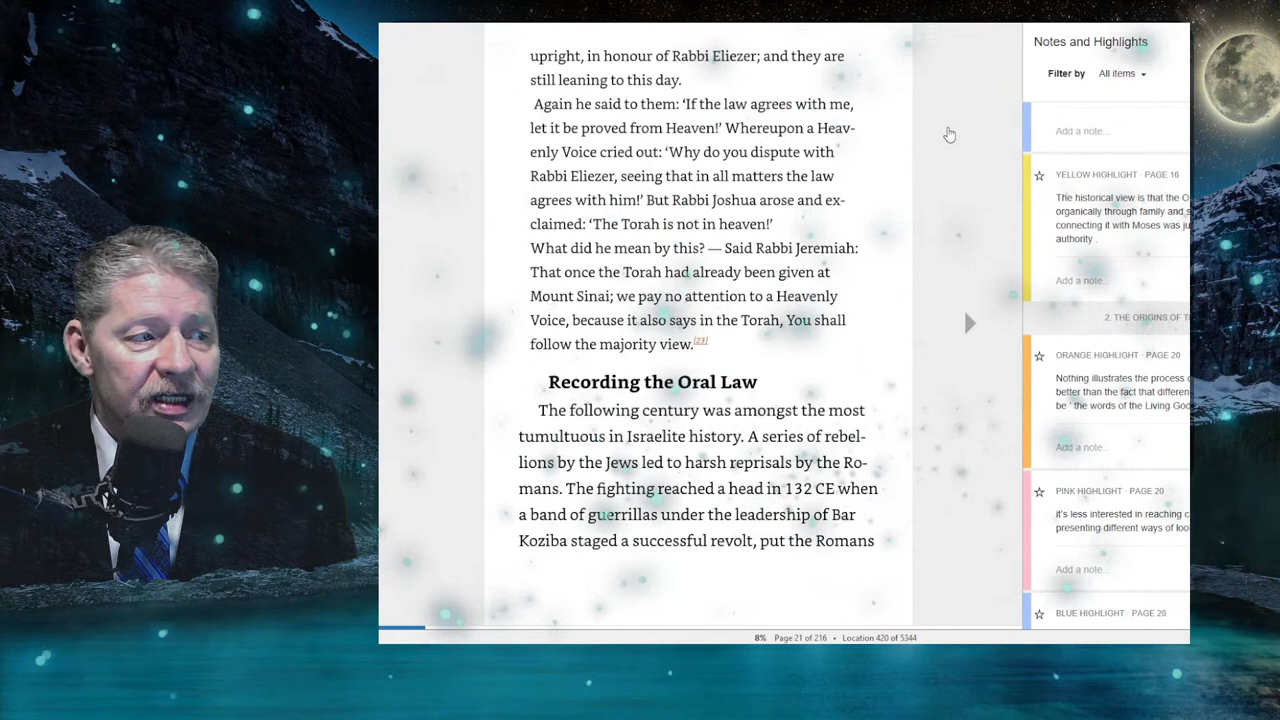 upright, in honour of Rabbi Eliezer; and they are
still leaning to this day.
Again he said to them: ‘If the law agrees with me,
let it be proved from Heaven!’ Whereupon a Heav-
enly Voice cried out: ‘Why do you dispute with
Rabbi Eliezer, seeing that in all matters the law
agrees with him!’ But Rabbi Joshua arose and ex-
claimed: ‘The Torah is not in heaven!’
What did he mean by this? — Said Rabbi Jeremiah:
That once the Torah had already been given at
Mount Sinai; we pay no attention to a Heavenly
Voice, because it also says in the Torah, You shall
follow the majority view.[23]
Recording the Oral Law
The following century was amongst the most
tumultuous in Israelite history. A series of rebel-
lions by the Jews led to harsh reprisals by the Ro-
mans. The fighting reached a head in 132 CE when
a band of guerrillas under the leadership of Bar
Koziba staged a successful revolt, put the Romans
8% Page 21 of 216 • Location 420 of 5344
Notes and Highlights
Filter by All items
Add a note...
YELLOW HIGHLIGHT · PAGE 16
The historical view is that the O
organically through family and s
connecting it with Moses was ju
authority .
Add a note...
2. THE ORIGINS OF T
ORANGE HIGHLIGHT · PAGE 20
Nothing illustrates the process o
better than the fact that differen
be ' the words of the Living Go
Add a note...
PINK HIGHLIGHT · PAGE 20
it's less interested in reaching c
presenting different ways of loo
Add a note...
BLUE HIGHLIGHT · PAGE 20